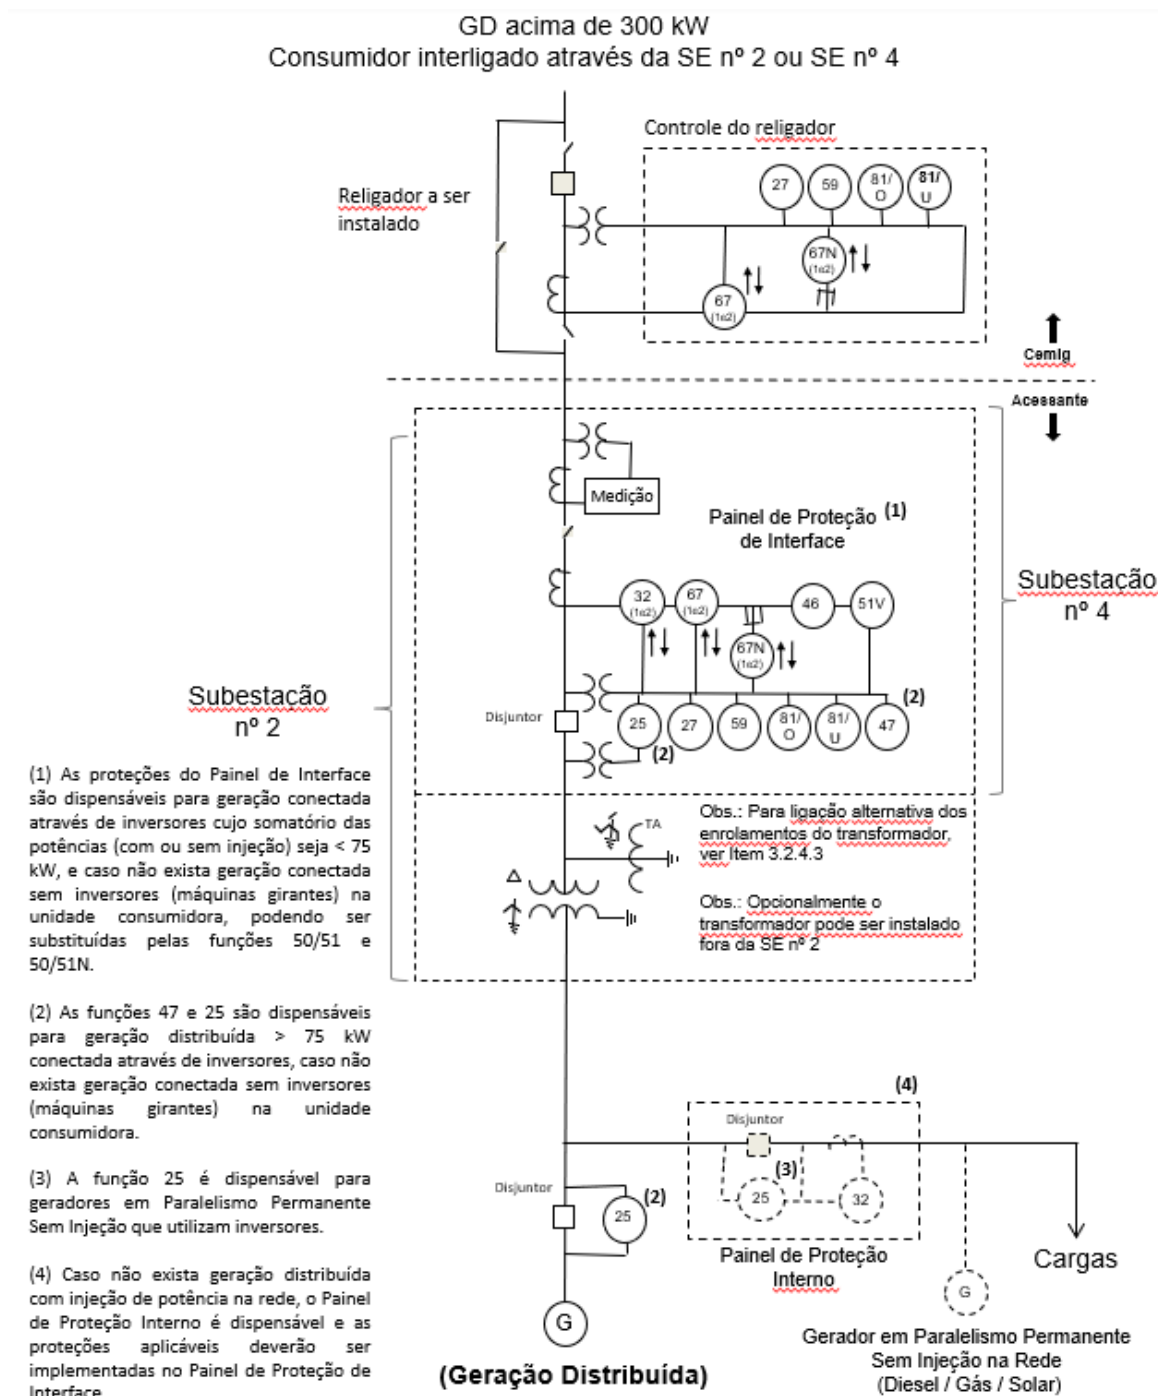 GD acima de 300 kW
Consumidor interligado através da SE nº 2 ou SE nº 4
Controle do religador
Religador a ser
instalado
27
59
81/
O
81/
U
67N
(1e2)
67
(1e2)
Cemig
Acessante
Medição
Painel de Proteção (1)
de Interface
Subestação
nº 4
32
(1e2)
67
(1e2)
46
51V
67N
(1e2)
Subestação
nº 2
Disjuntor
25
27
59
81/
O
81/
U
47
(2)
(2)
(1) As proteções do Painel de Interface
são dispensáveis para geração conectada
através de inversores cujo somatório das
potências (com ou sem injeção) seja < 75
kW, e caso não exista geração conectada
sem inversores (máquinas girantes) na
unidade consumidora, podendo ser
substituídas pelas funções 50/51 e
50/51N.
TA
Obs.: Para ligação alternativa dos
enrolamentos do transformador,
ver Item 3.2.4.3
Obs.: Opcionalmente o
transformador pode ser instalado
fora da SE nº 2
(2) As funções 47 e 25 são dispensáveis
para geração distribuída > 75 kW
conectada através de inversores, caso não
exista geração conectada sem inversores
(máquinas girantes) na unidade
consumidora.
(4)
Disjuntor
(3)
25
32
(3) A função 25 é dispensável para
geradores em Paralelismo Permanente
Sem Injeção que utilizam inversores.
Disjuntor
25
(2)
Painel de Proteção
Interno
Cargas
(4) Caso não exista geração distribuída
com injeção de potência na rede, o Painel
de Proteção Interno é dispensável e as
proteções aplicáveis deverão ser
implementadas no Painel de Proteção de
Interface
G
G
(Geração Distribuída)
Gerador em Paralelismo Permanente
Sem Injeção na Rede
(Diesel / Gás / Solar)